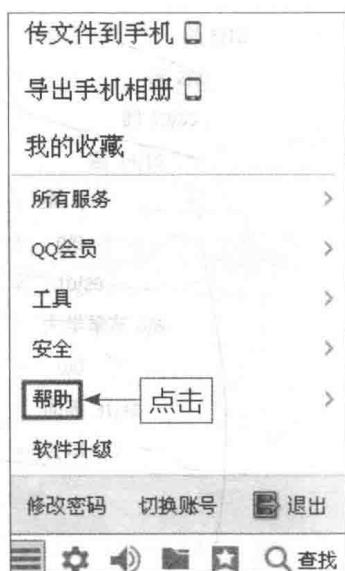 传文件到手机
导出手机相册
我的收藏
所有服务
QQ会员
工具
安全
帮助 点击
软件升级
修改密码 切换账号 退出
查找